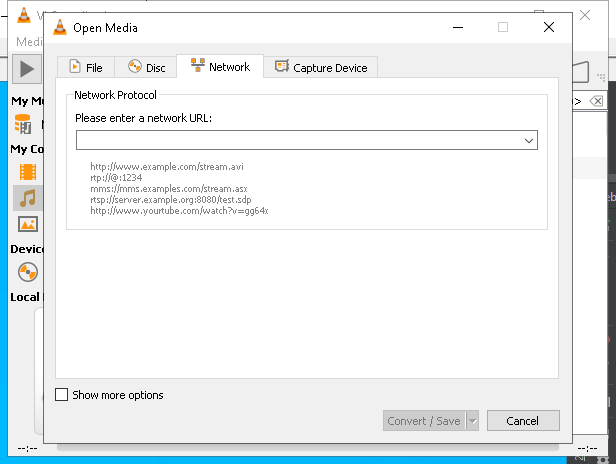 Open Media
Medi
File
Disc
Network
Capture Device
My Mu
My Co
Device
Local
Network Protocol
Please enter a network URL:
http://www.example.com/stream.avi
rtp://@:1234
mms://mms.examples.com/stream.asx
rtsp://server.example.org:8080/test.sdp
http://www.yourtube.com/watch?v=gg64x
Show more options
Convert / Save
Cancel
--:--
--:--